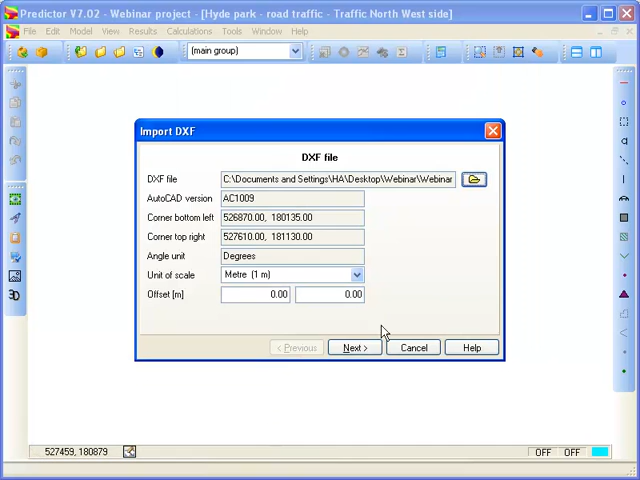 Predictor V7.02 - Webinar project - [Hyde park - road traffic - Traffic North West side]
File Edit Model View Results Calculations Tools Window Help
(main group)
Import DXF
DXF file
DXF file C:\Documents and Settings\HA\Desktop\Webinar\Webinar
AutoCAD version AC1009
Corner bottom left 526870.00, 180135.00
Corner top right 527610.00, 181130.00
Angle unit Degrees
Unit of scale Metre (1 m)
Offset [m] 0.00 0.00
< Previous Next > Cancel Help
3D
527459, 180879 OFF OFF